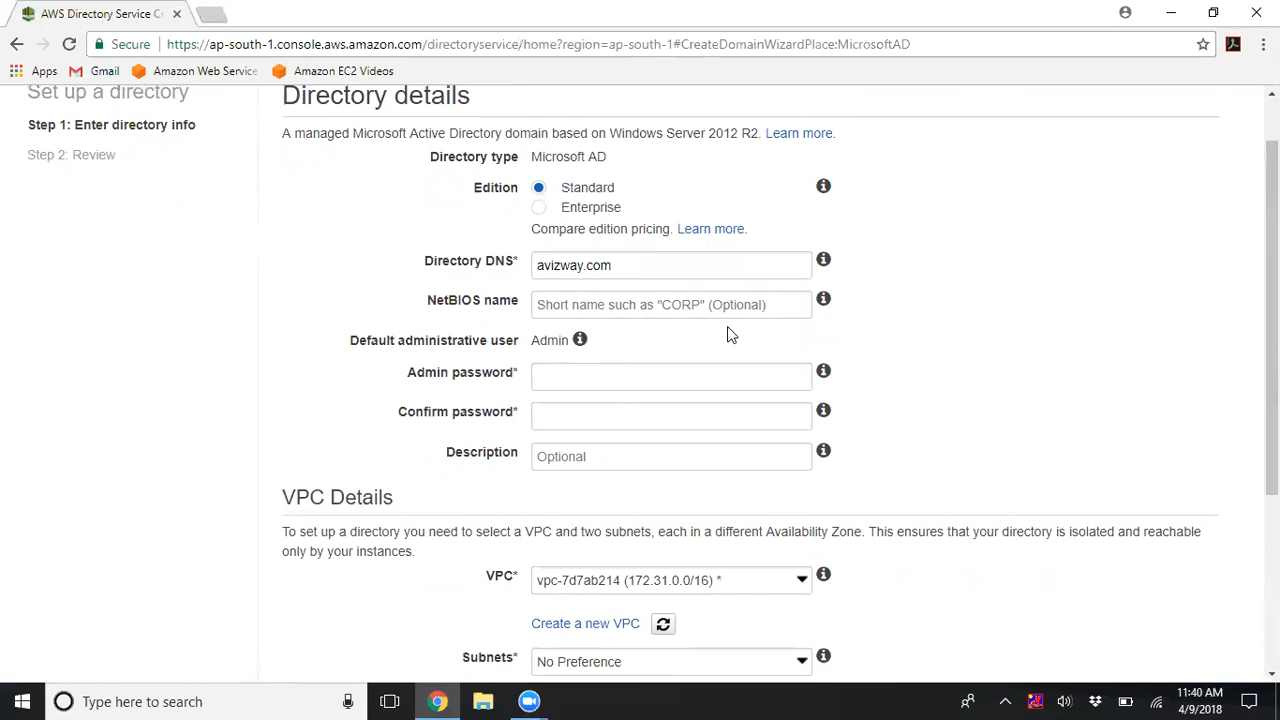 AWS Directory Service Co
Secure
https://ap-south-1.console.aws.amazon.com/directoryservice/home?region=ap-south-1#CreateDomainWizardPlace:MicrosoftAD
Apps Gmail Amazon Web Service Amazon EC2 Videos
Set up a directory
Step 1: Enter directory info
Step 2: Review
Directory details
A managed Microsoft Active Directory domain based on Windows Server 2012 R2. Learn more.
Directory type Microsoft AD
Edition Standard
Enterprise
Compare edition pricing. Learn more.
Directory DNS* avizway.com
NetBIOS name Short name such as "CORP" (Optional)
Default administrative user Admin
Admin password*
Confirm password*
Description Optional
VPC Details
To set up a directory you need to select a VPC and two subnets, each in a different Availability Zone. This ensures that your directory is isolated and reachable
only by your instances.
VPC* vpc-7d7ab214 (172.31.0.0/16) *
Create a new VPC
Subnets* No Preference
Type here to search
11:40 AM
4/9/2018